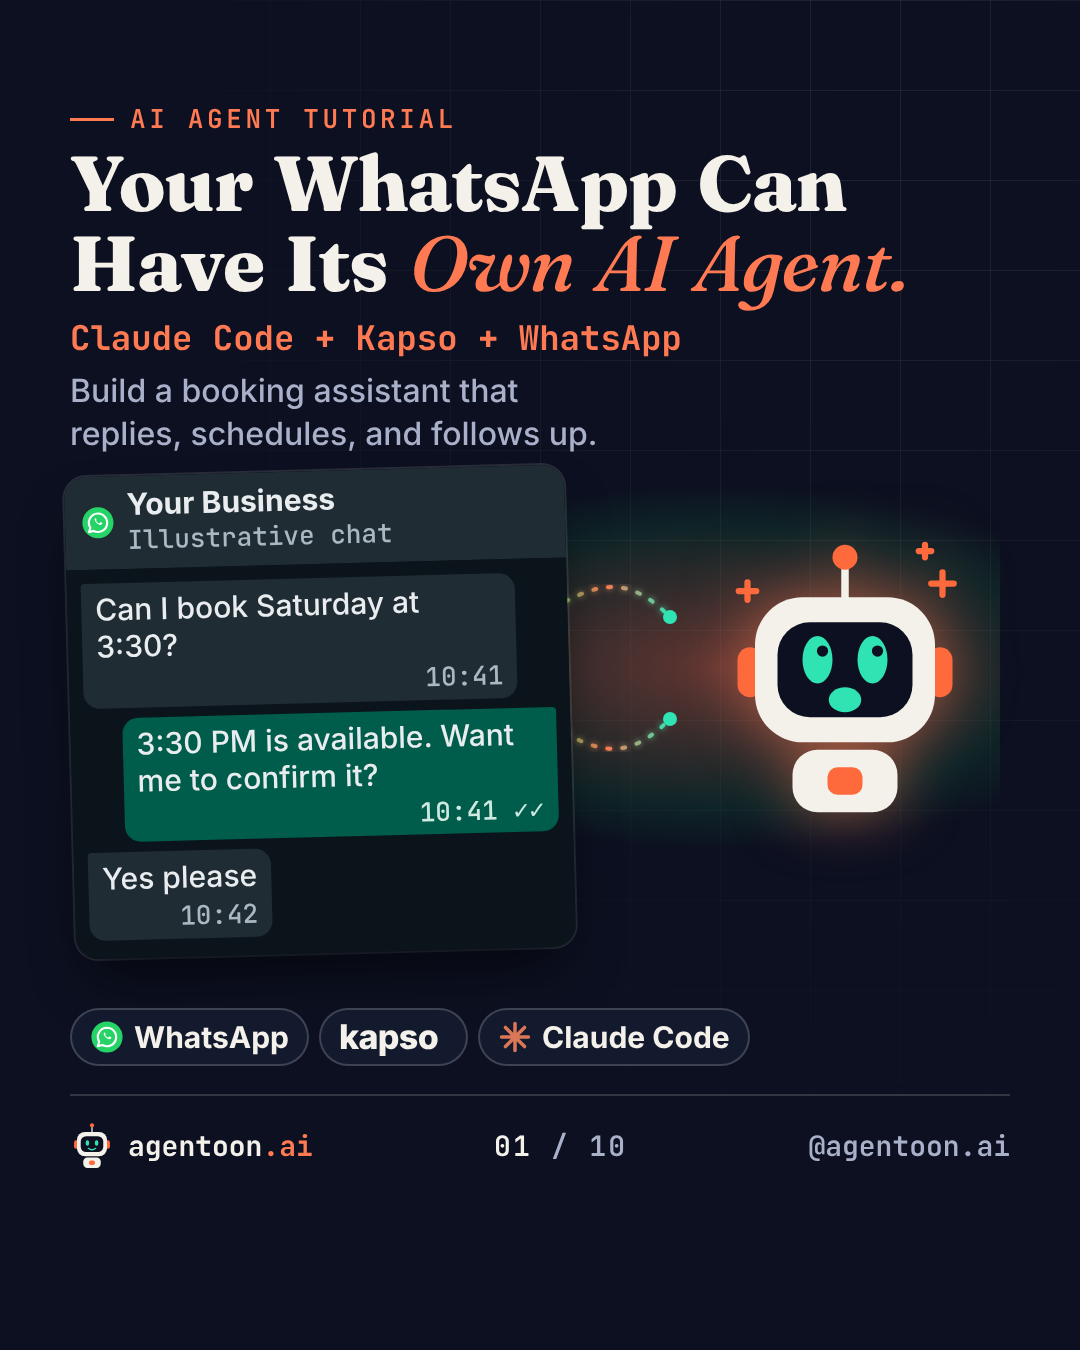 AI AGENT TUTORIAL
Your WhatsApp Can
Have Its Own AI Agent.
Claude Code + Kapso + WhatsApp
Build a booking assistant that
replies, schedules, and follows up.
Your Business
Illustrative chat
Can I book Saturday at
3:30?
10:41
3:30 PM is available. Want
me to confirm it?
10:41 ✓✓
Yes please
10:42
WhatsApp kapso Claude Code
agentoon.ai 01 / 10 @agentoon.ai